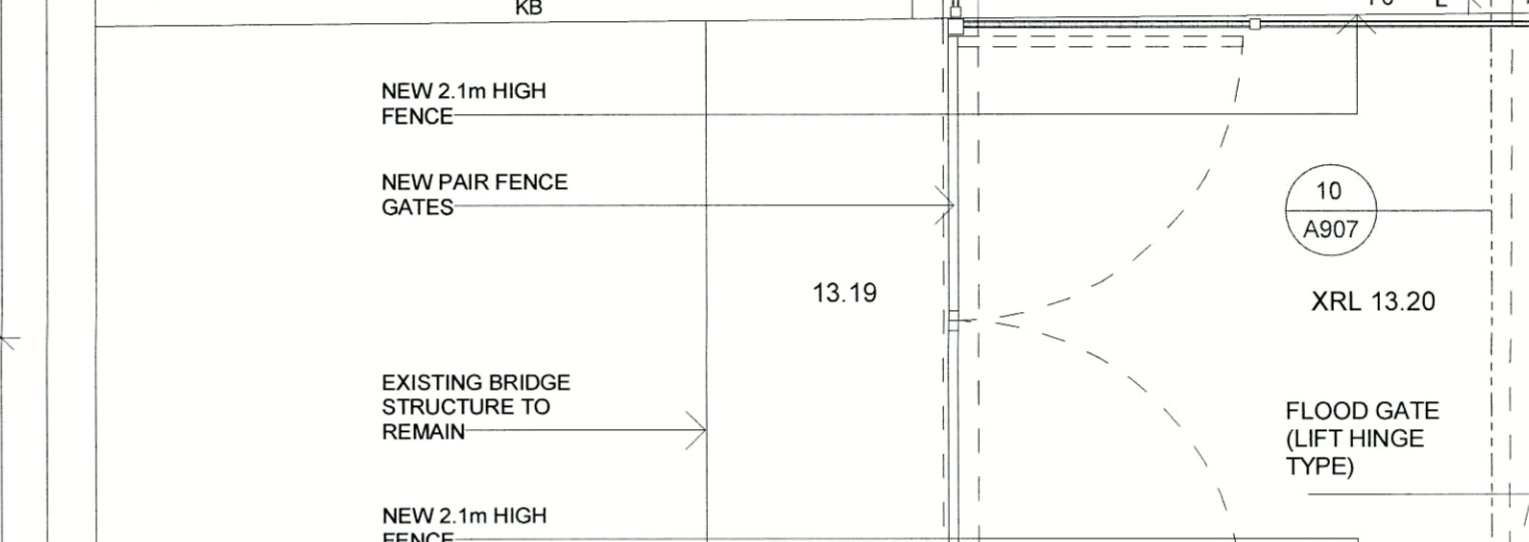 KB
NEW 2.1m HIGH
FENCE
NEW PAIR FENCE
GATES
10
A907
13.19
XRL 13.20
EXISTING BRIDGE
STRUCTURE TO
REMAIN
FLOOD GATE
(LIFT HINGE
TYPE)
NEW 2.1m HIGH
FENCE